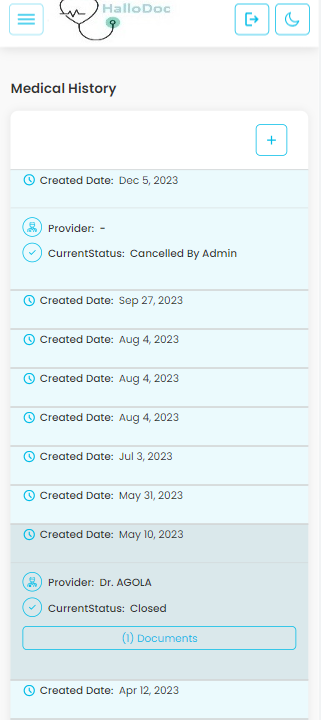 HalloDoc
Medical History
+
Created Date: Dec 5, 2023
Provider: -
CurrentStatus: Cancelled By Admin
Created Date: Sep 27, 2023
Created Date: Aug 4, 2023
Created Date: Aug 4, 2023
Created Date: Aug 4, 2023
Created Date: Jul 3, 2023
Created Date: May 31, 2023
Created Date: May 10, 2023
Provider: Dr. AGOLA
CurrentStatus: Closed
(1) Documents
Created Date: Apr 12, 2023